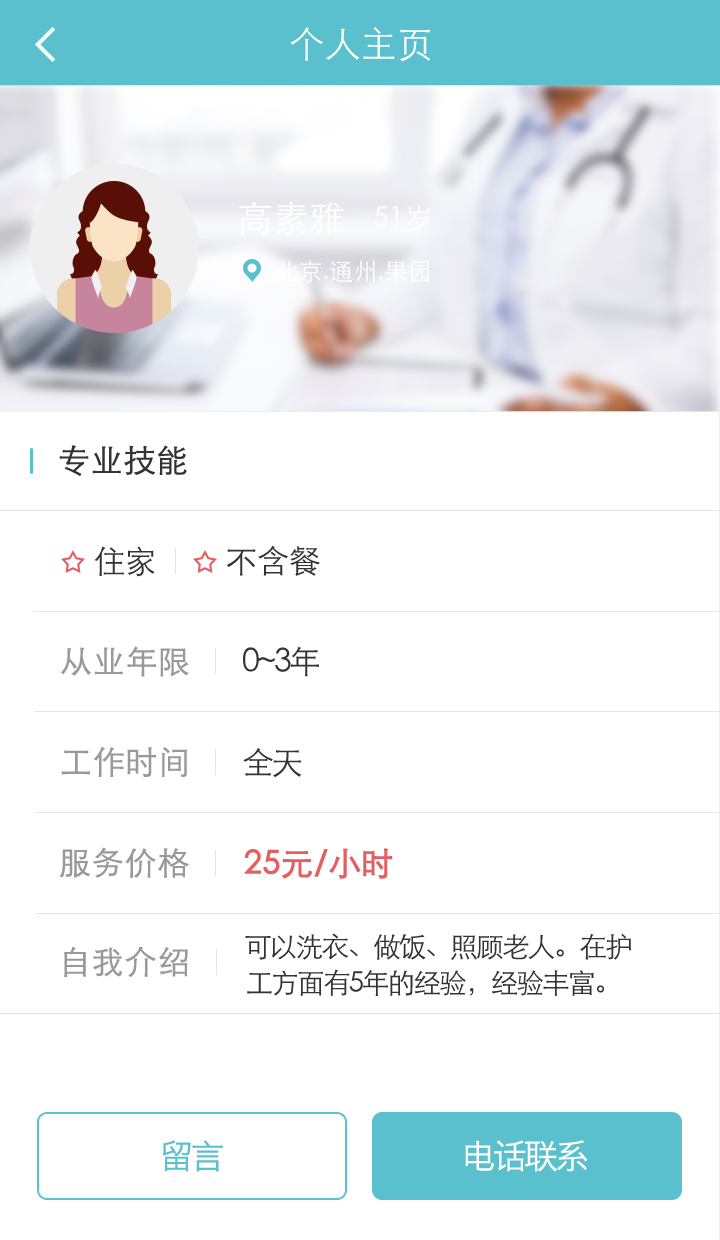 个人主页
高素雅 51岁
北京.通州.果园
专业技能
住家 不含餐
从业年限 0~3年
工作时间 全天
服务价格 25元/小时
自我介绍 可以洗衣、做饭、照顾老人。在护
工方面有5年的经验，经验丰富。
留言 电话联系